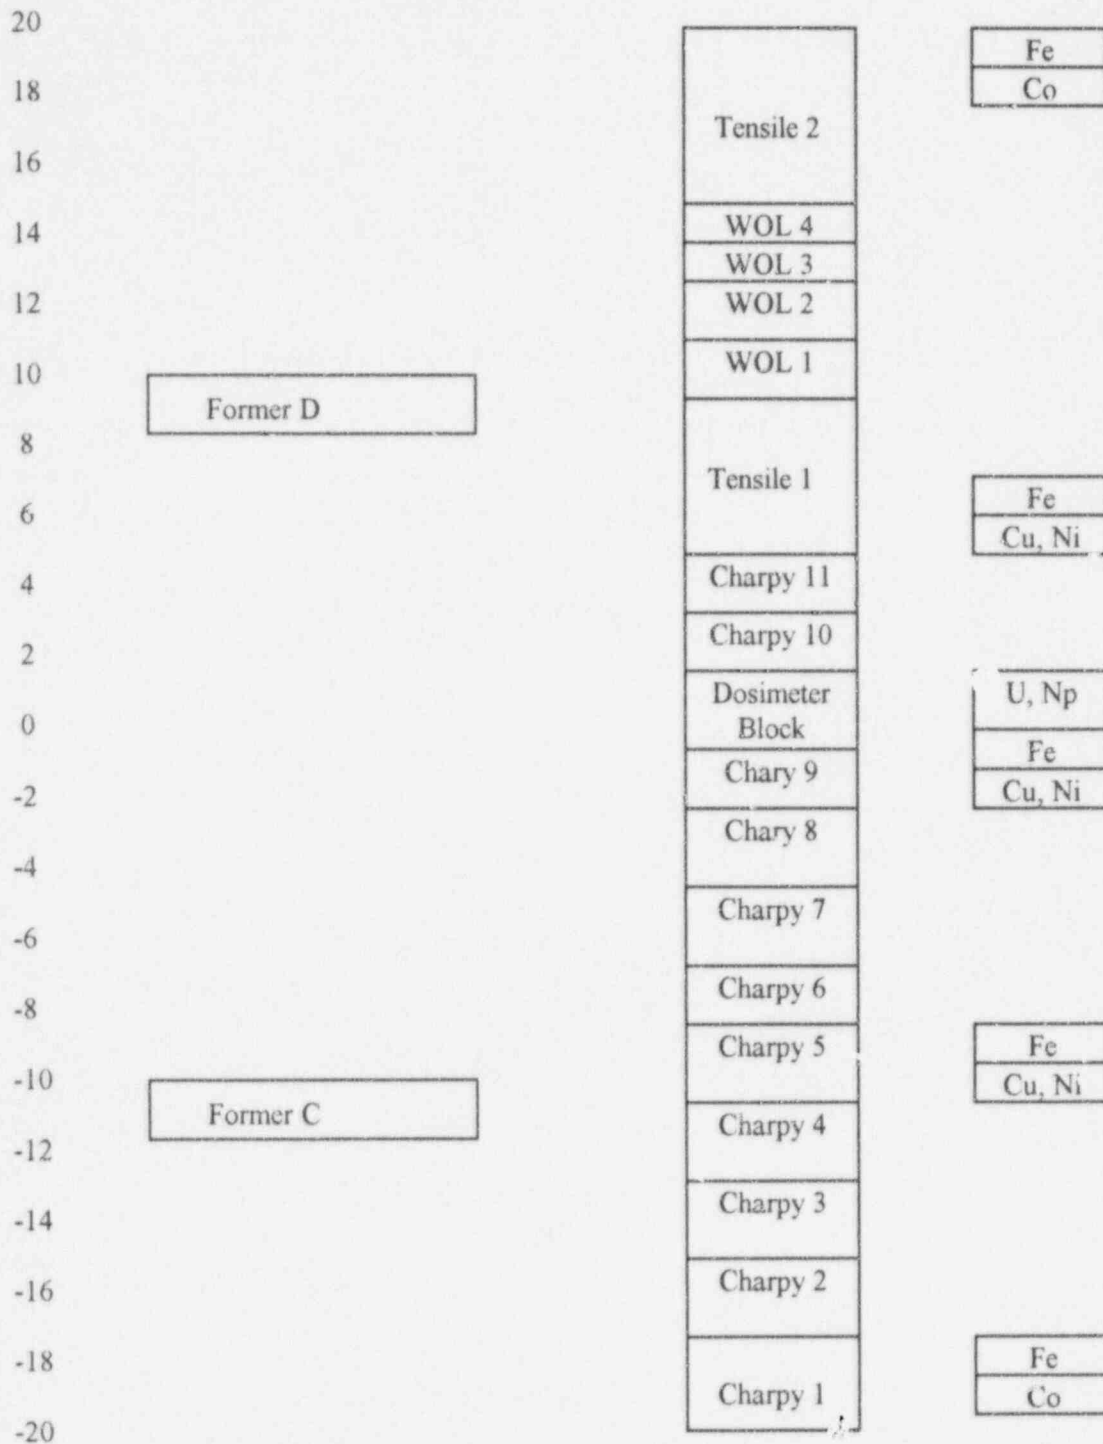 20
Fe
18
Co
Tensile 2
16
14
WOL 4
WOL 3
12
WOL 2
10
WOL 1
Former D
8
Tensile 1
6
Fe
Cu, Ni
4
Charpy 11
2
Charpy 10
Dosimeter
U, Np
0
Block
Fe
Chary 9
-2
Cu, Ni
Chary 8
-4
Charpy 7
-6
Charpy 6
-8
Charpy 5
Fe
-10
Cu, Ni
Former C
Charpy 4
-12
Charpy 3
-14
Charpy 2
-16
-18
Fe
Charpy 1
Co
-20